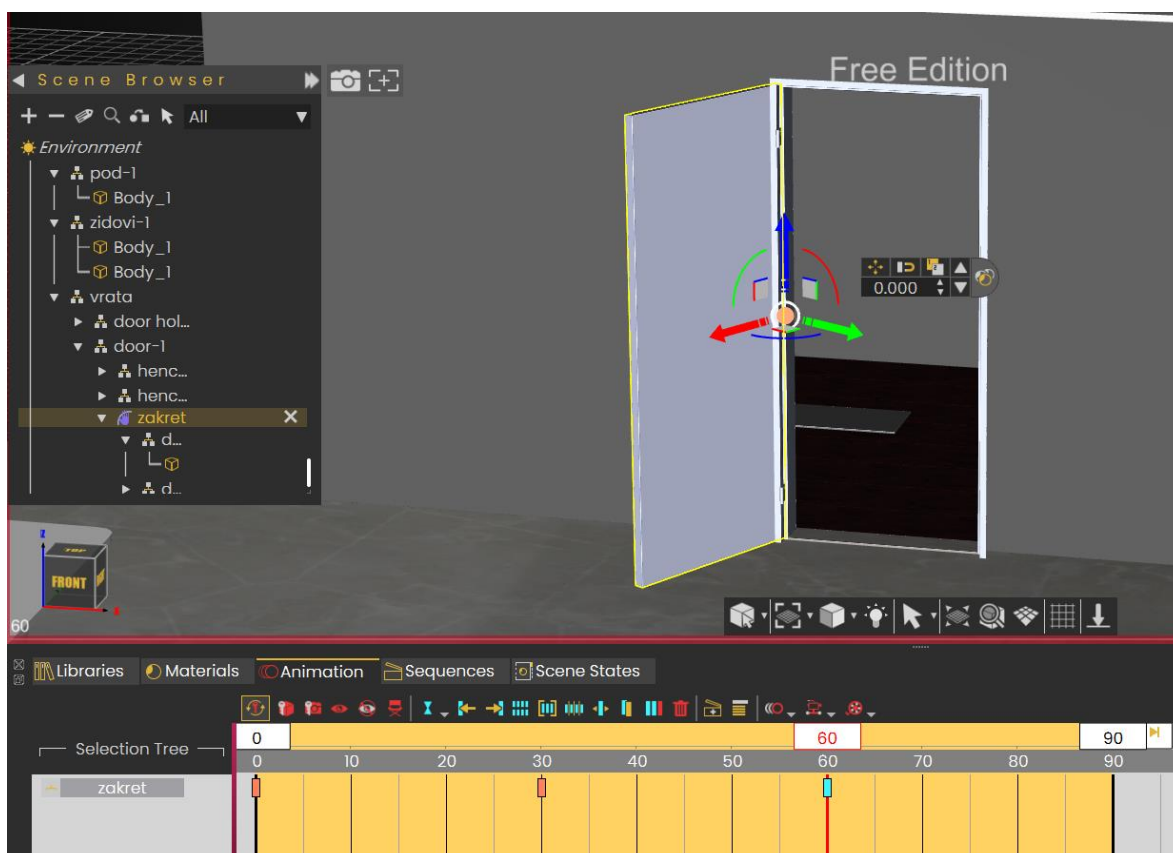 Free Edition
Scene Browser
All
Environment
pod-1
Body_1
zidovi-1
Body_1
Body_1
vrata
door hol...
door-1
henc...
henc...
zakret
d...
d...
0.000
Z
TOP
FRONT
X
60
Libraries Materials Animation Sequences Scene States
Selection Tree
0 60 90
0 10 20 30 40 50 60 70 80 90
zakret